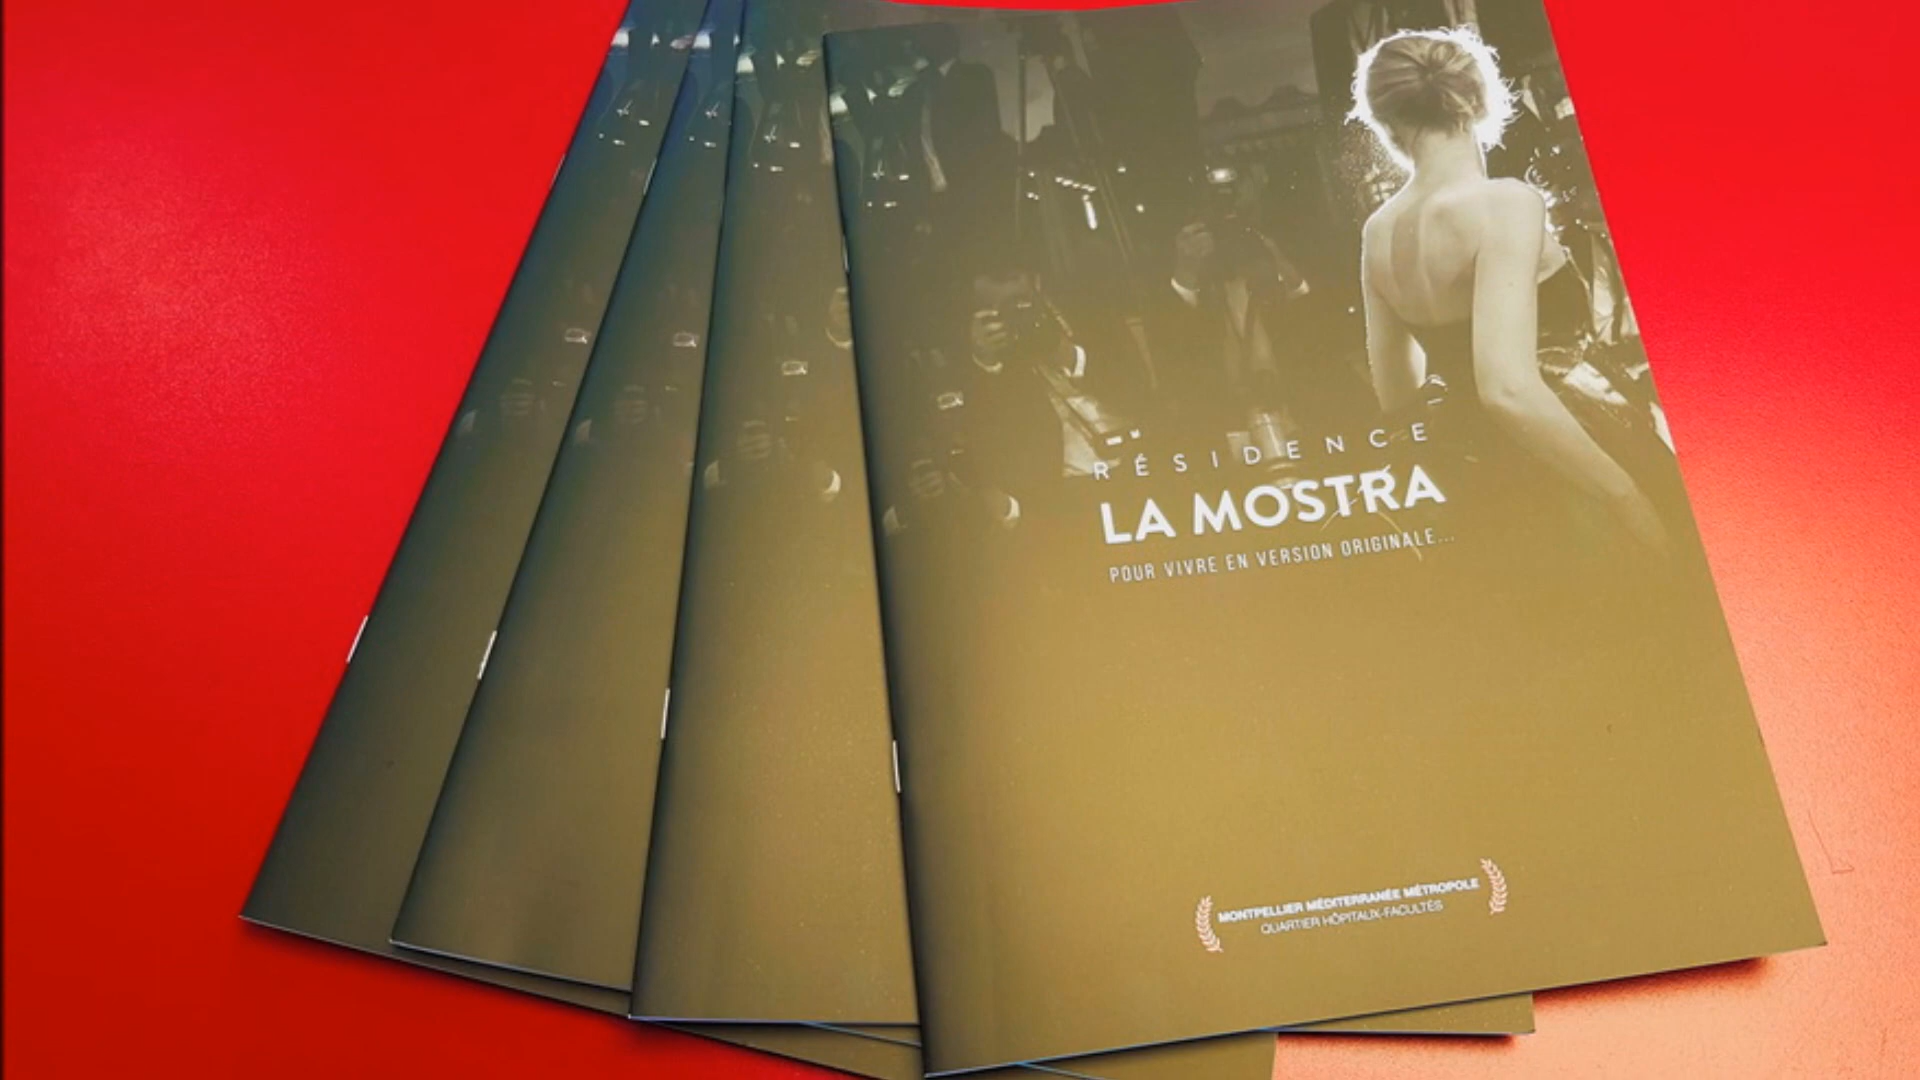 RÉSIDENCE
LA MOSTRA
POUR VIVRE EN VERSION ORIGINALE...
MONTPELLIER MÉDITERRANÉE MÉTROPOLE
QUARTIER HÔPITAUX-FACULTÉS